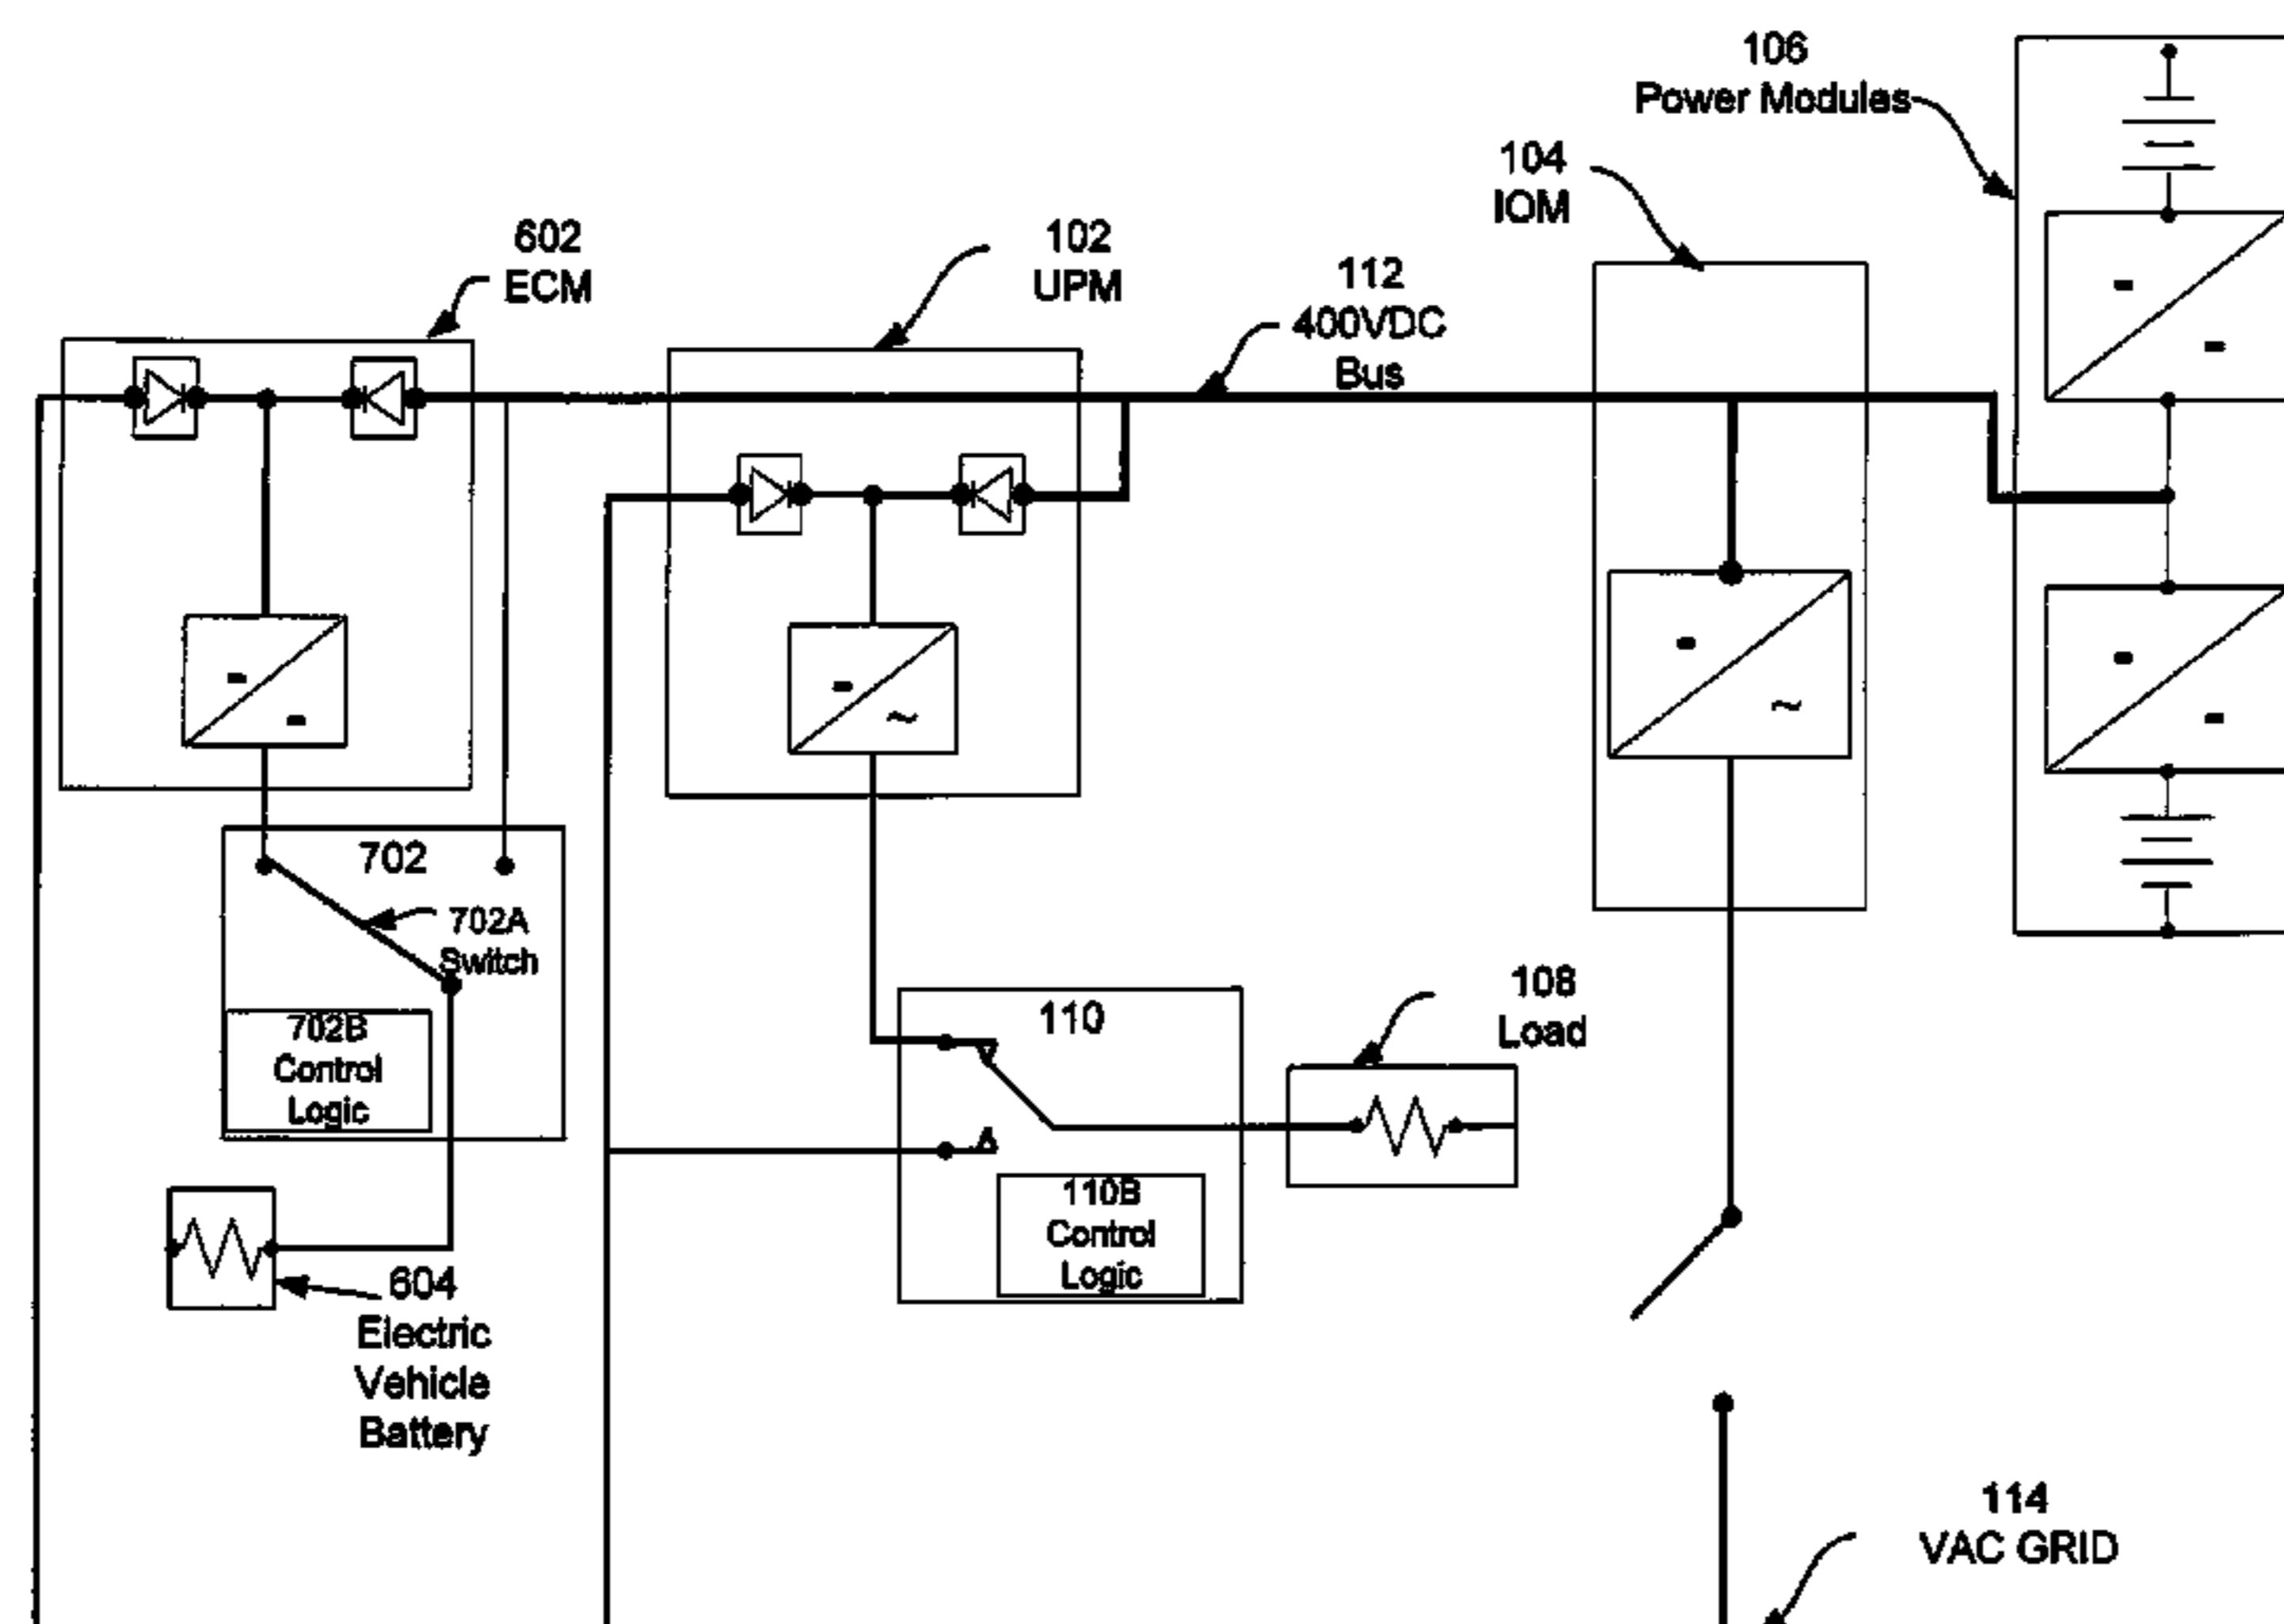 106
Power Modules
104
IOM
602
ECM
102
UPM
112
400VDC
Bus
702
702A
Switch
702B
Control
Logic
110
108
Load
110B
Control
Logic
604
Electric
Vehicle
Battery
114
VAC GRID